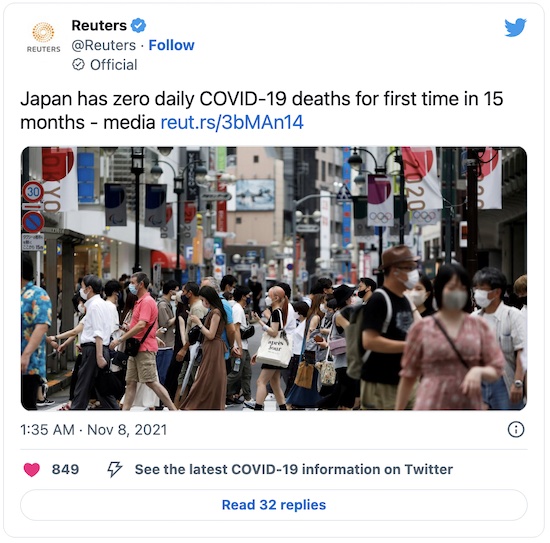 Reuters
REUTERS
@Reuters · Follow
Official
Japan has zero daily COVID-19 deaths for first time in 15
months - media reut.rs/3bMAn14
30
1:35 AM · Nov 8, 2021
849
See the latest COVID-19 information on Twitter
Read 32 replies